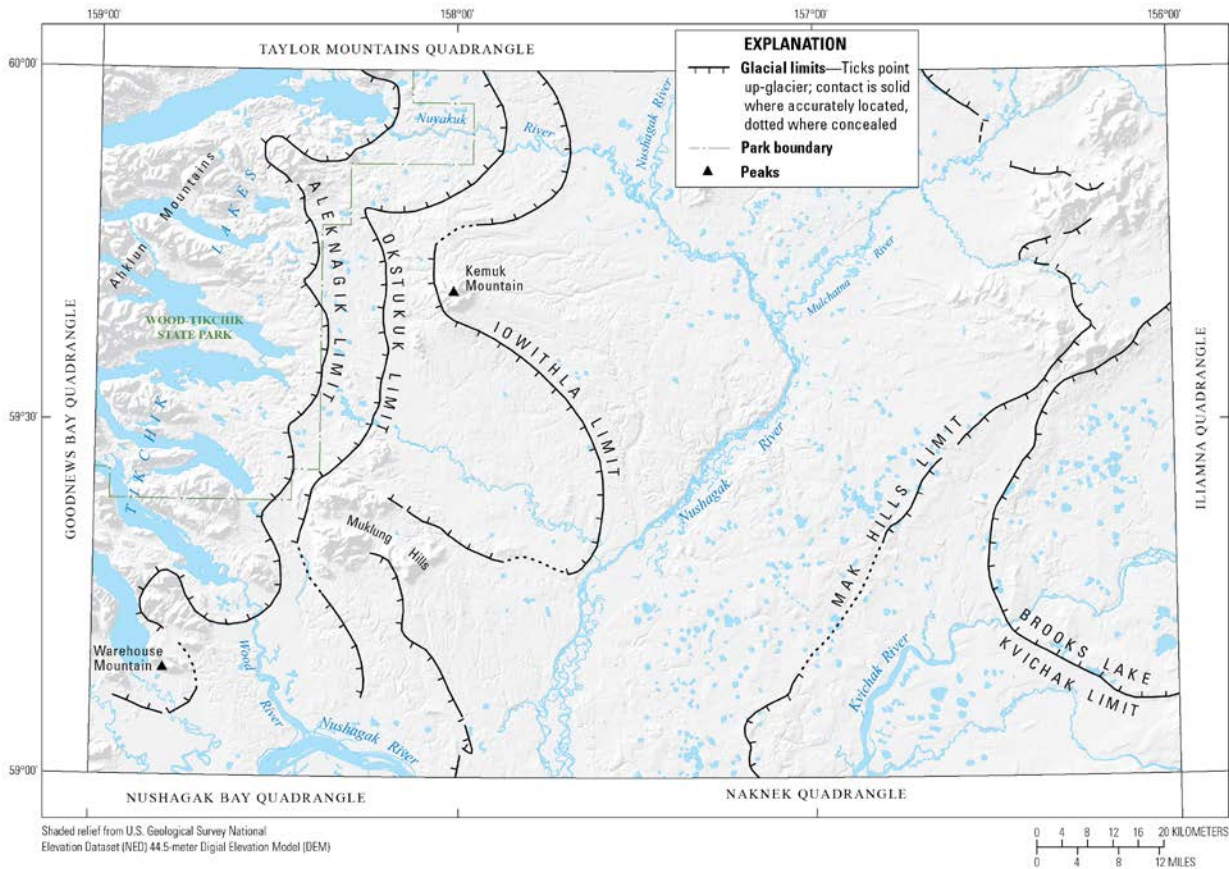 159°00'
158°00'
157°00'
156°00'
TAYLOR MOUNTAINS QUADRANGLE
60°00'
EXPLANATION
Glacial limits—Ticks point
up-glacier; contact is solid
where accurately located,
dotted where concealed
Park boundary
Peaks
Nuyakuk
River
Nushagak River
Ahklun Mountains
LAKES
TIKCHIK
ALEKNAGIK LIMIT
OKSTUKUK LIMIT
Kemuk
Mountain
Mulchatna
River
WOOD-TIKCHIK
STATE PARK
IOWITHLA LIMIT
GOODNEWS BAY QUADRANGLE
59°30'
ILIAMNA QUADRANGLE
Nushagak
River
MAK HILLS LIMIT
Muklung Hills
Warehouse
Mountain
Wood
River
Kvichak River
BROOKS LAKE
KVICHAK LIMIT
Nushagak River
59°00'
NUSHAGAK BAY QUADRANGLE
NAKNEK QUADRANGLE
Shaded relief from U.S. Geological Survey National
Elevation Dataset (NED) 44.5-meter Digial Elevation Model (DEM)
0 4 8 12 16 20 KILOMETERS
0 4 8 12 MILES